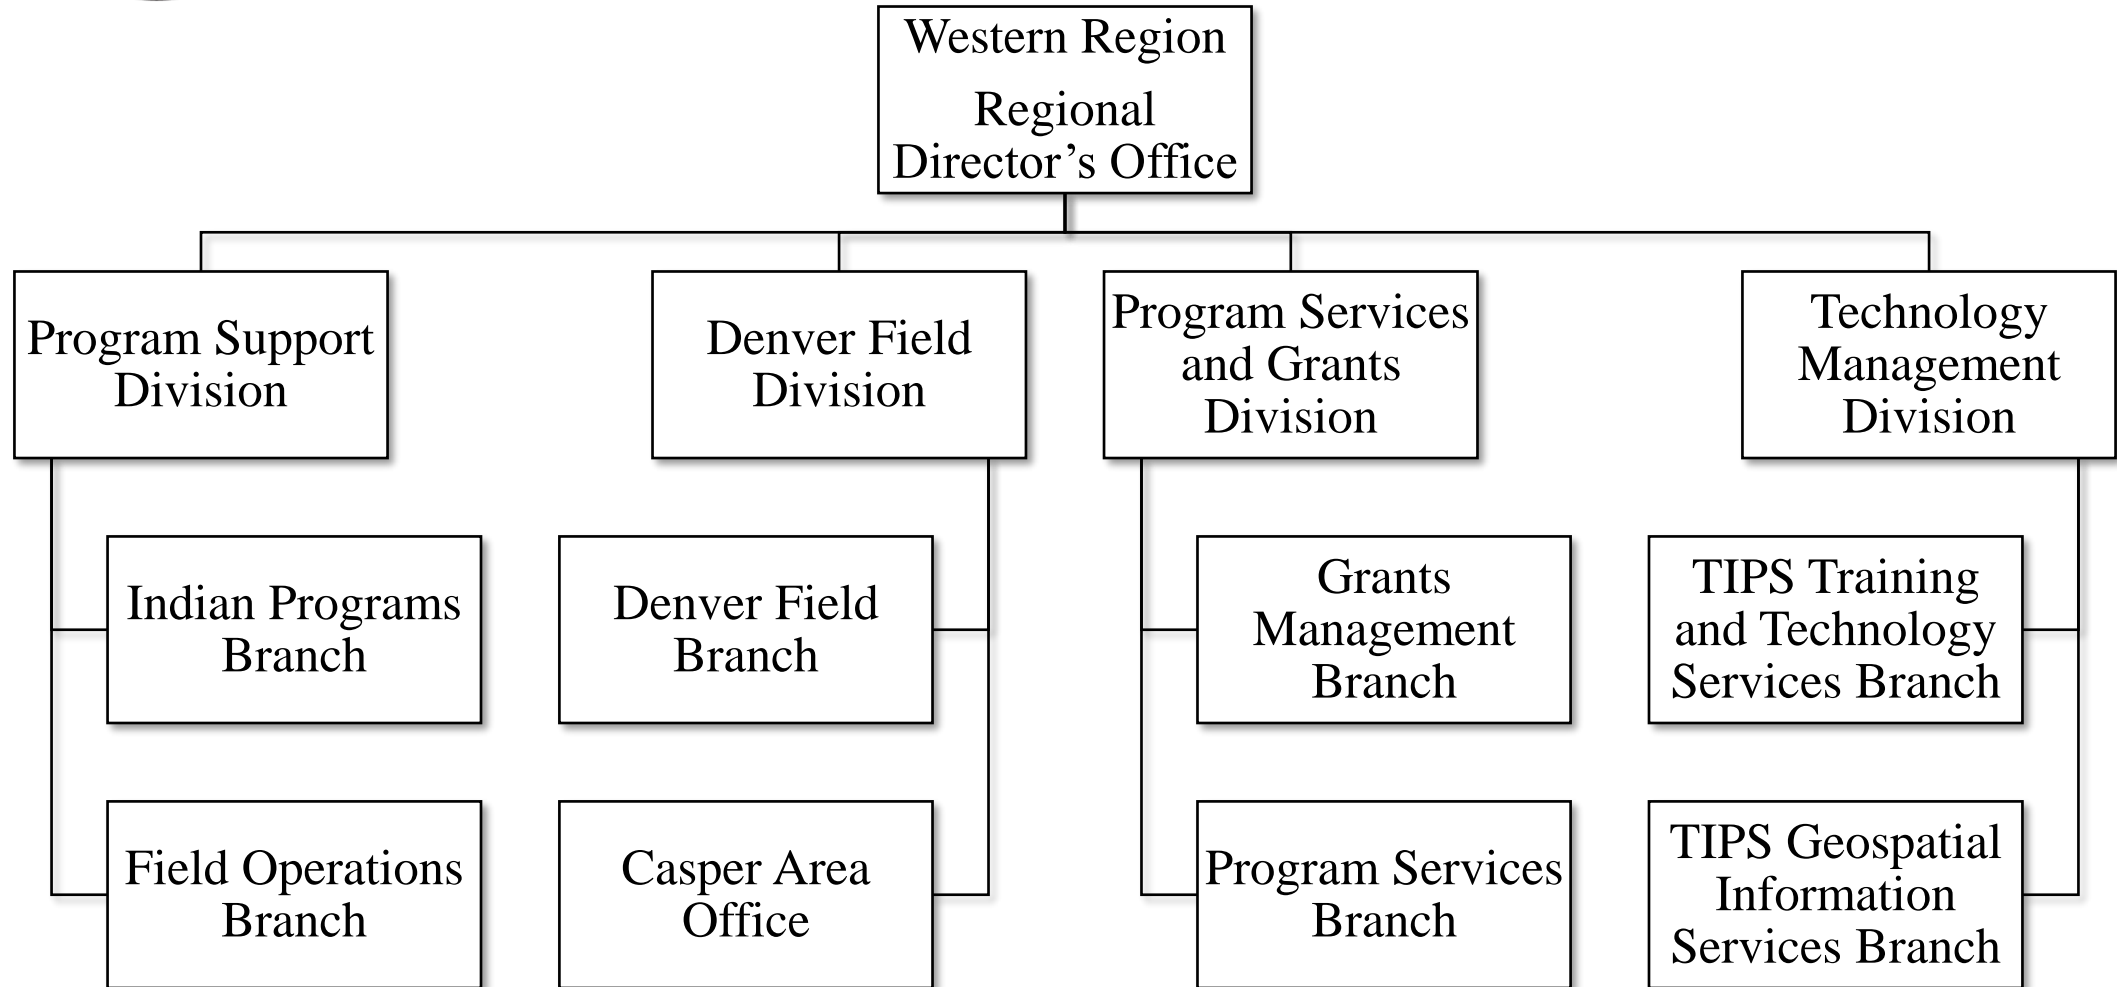 Western Region
Regional
Director’s Office
Program Support
Division
Denver Field
Division
Program Services
and Grants
Division
Technology
Management
Division
Indian Programs
Branch
Denver Field
Branch
Grants
Management
Branch
TIPS Training
and Technology
Services Branch
Field Operations
Branch
Casper Area
Office
Program Services
Branch
TIPS Geospatial
Information
Services Branch